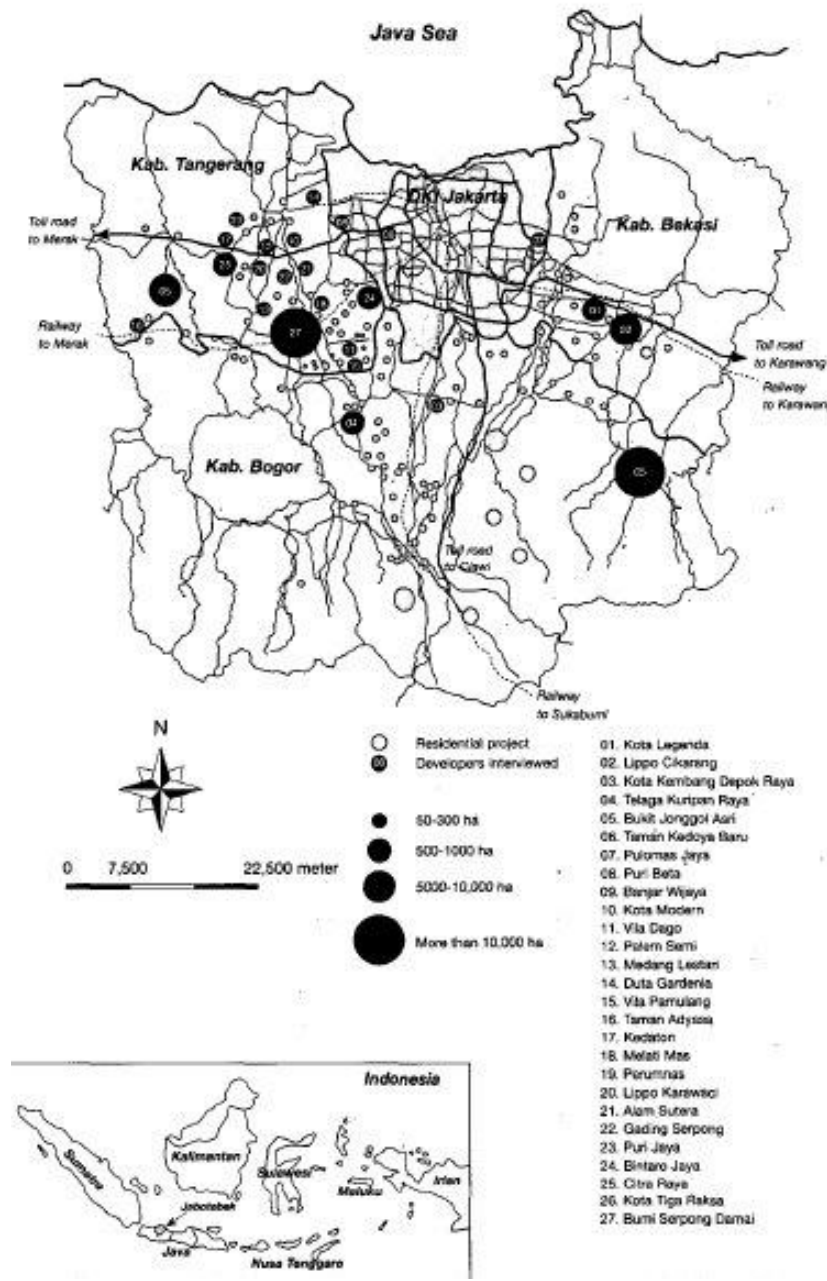 Java Sea
Kab. Tangerang
DKI Jakarta
Toll road
to Merak
Kab. Bekasi
05
24
01
02
Railway
to Merak
27
Toll road
to Karawang
Railway
to Karawan
04
Kab. Bogor
05
Toll road
to Ciawi
Railway
to Sukabumi
N
Residential project
Developers interviewed
0 7,500 22,500 meter
50-300 ha
500-1000 ha
5000-10,000 ha
More than 10,000 ha
01. Kota Legenda
02. Lippo Cikarang
03. Kota Kembang Depok Raya
04. Telaga Kuripan Raya
05. Bukit Jonggol Asri
06. Taman Kedoya Baru
07. Pulomas Jaya
08. Puri Beta
09. Banjar Wijaya
10. Kota Modern
11. Vila Dago
12. Palem Semi
13. Medang Lestari
14. Duta Gardenia
15. Vila Pamulang
16. Taman Adyasa
17. Kedaton
18. Melati Mas
19. Perumnas
20. Lippo Karawaci
21. Alam Sutera
22. Gading Serpong
23. Puri Jaya
24. Bintaro Jaya
25. Citra Raya
26. Kota Tiga Raksa
27. Bumi Serpong Damai
Indonesia
Sumatra
Kalimantan
Sulawesi
Maluku
Irian
Jabotabek
Java
Nusa Tenggara